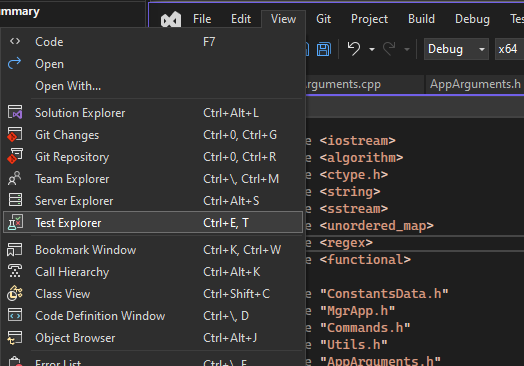 ummary
File Edit View Git Project Build Debug
Code F7
Open
Open With...
Debug x64
Solution Explorer Ctrl+Alt+L
Git Changes Ctrl+0, Ctrl+G
Git Repository Ctrl+0, Ctrl+R
Team Explorer Ctrl+\, Ctrl+M
Server Explorer Ctrl+Alt+S
Test Explorer Ctrl+E, T
Bookmark Window Ctrl+K, Ctrl+W
Call Hierarchy Ctrl+Alt+K
Class View Ctrl+Shift+C
Code Definition Window Ctrl+\, D
Object Browser Ctrl+Alt+J
Error List Ctrl+\, E
rguments.cpp AppArguments.h
e <iostream>
e <algorithm>
e <ctype.h>
e <string>
e <sstream>
e <unordered_map>
e <regex>
e <functional>
e "ConstantsData.h"
e "MgrApp.h"
e "Commands.h"
e "Utils.h"
e "AppArguments.h"